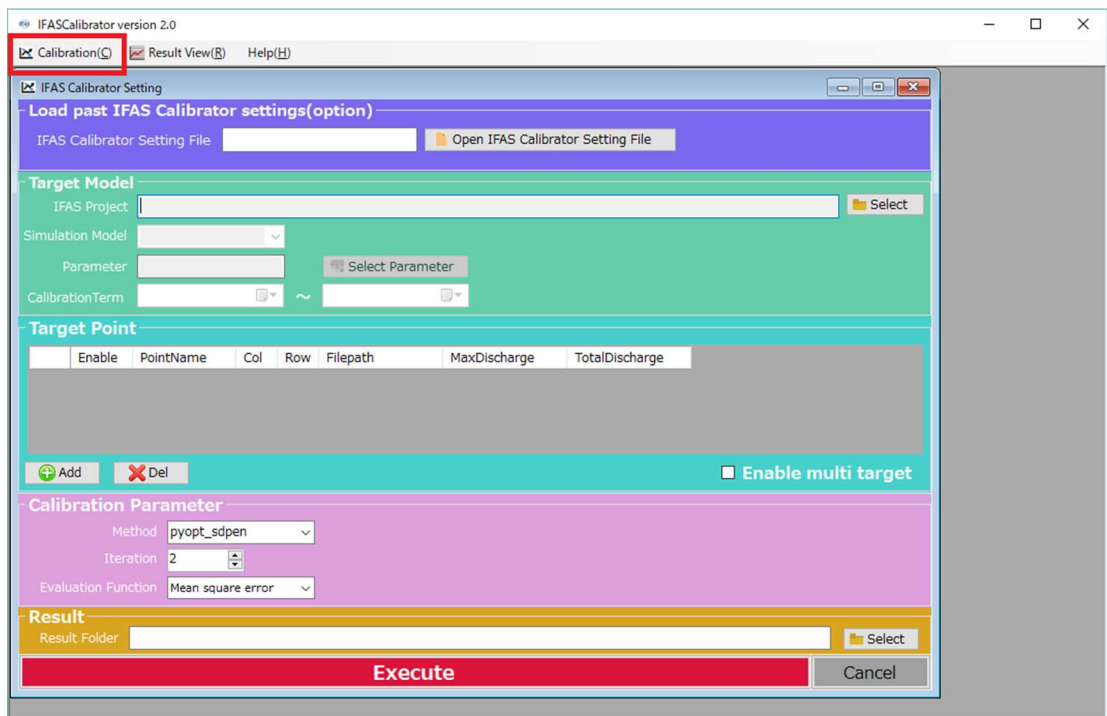 IFASCalibrator version 2.0
Calibration(C) Result View(R) Help(H)
IFAS Calibrator Setting
Load past IFAS Calibrator settings(option)
IFAS Calibrator Setting File Open IFAS Calibrator Setting File
Target Model
IFAS Project Select
Simulation Model
Parameter Select Parameter
CalibrationTerm ～
Target Point
Enable PointName Col Row Filepath MaxDischarge TotalDischarge
Add Del Enable multi target
Calibration Parameter
Method pyopt_sdpen
Iteration 2
Evaluation Function Mean square error
Result
Result Folder Select
Execute Cancel